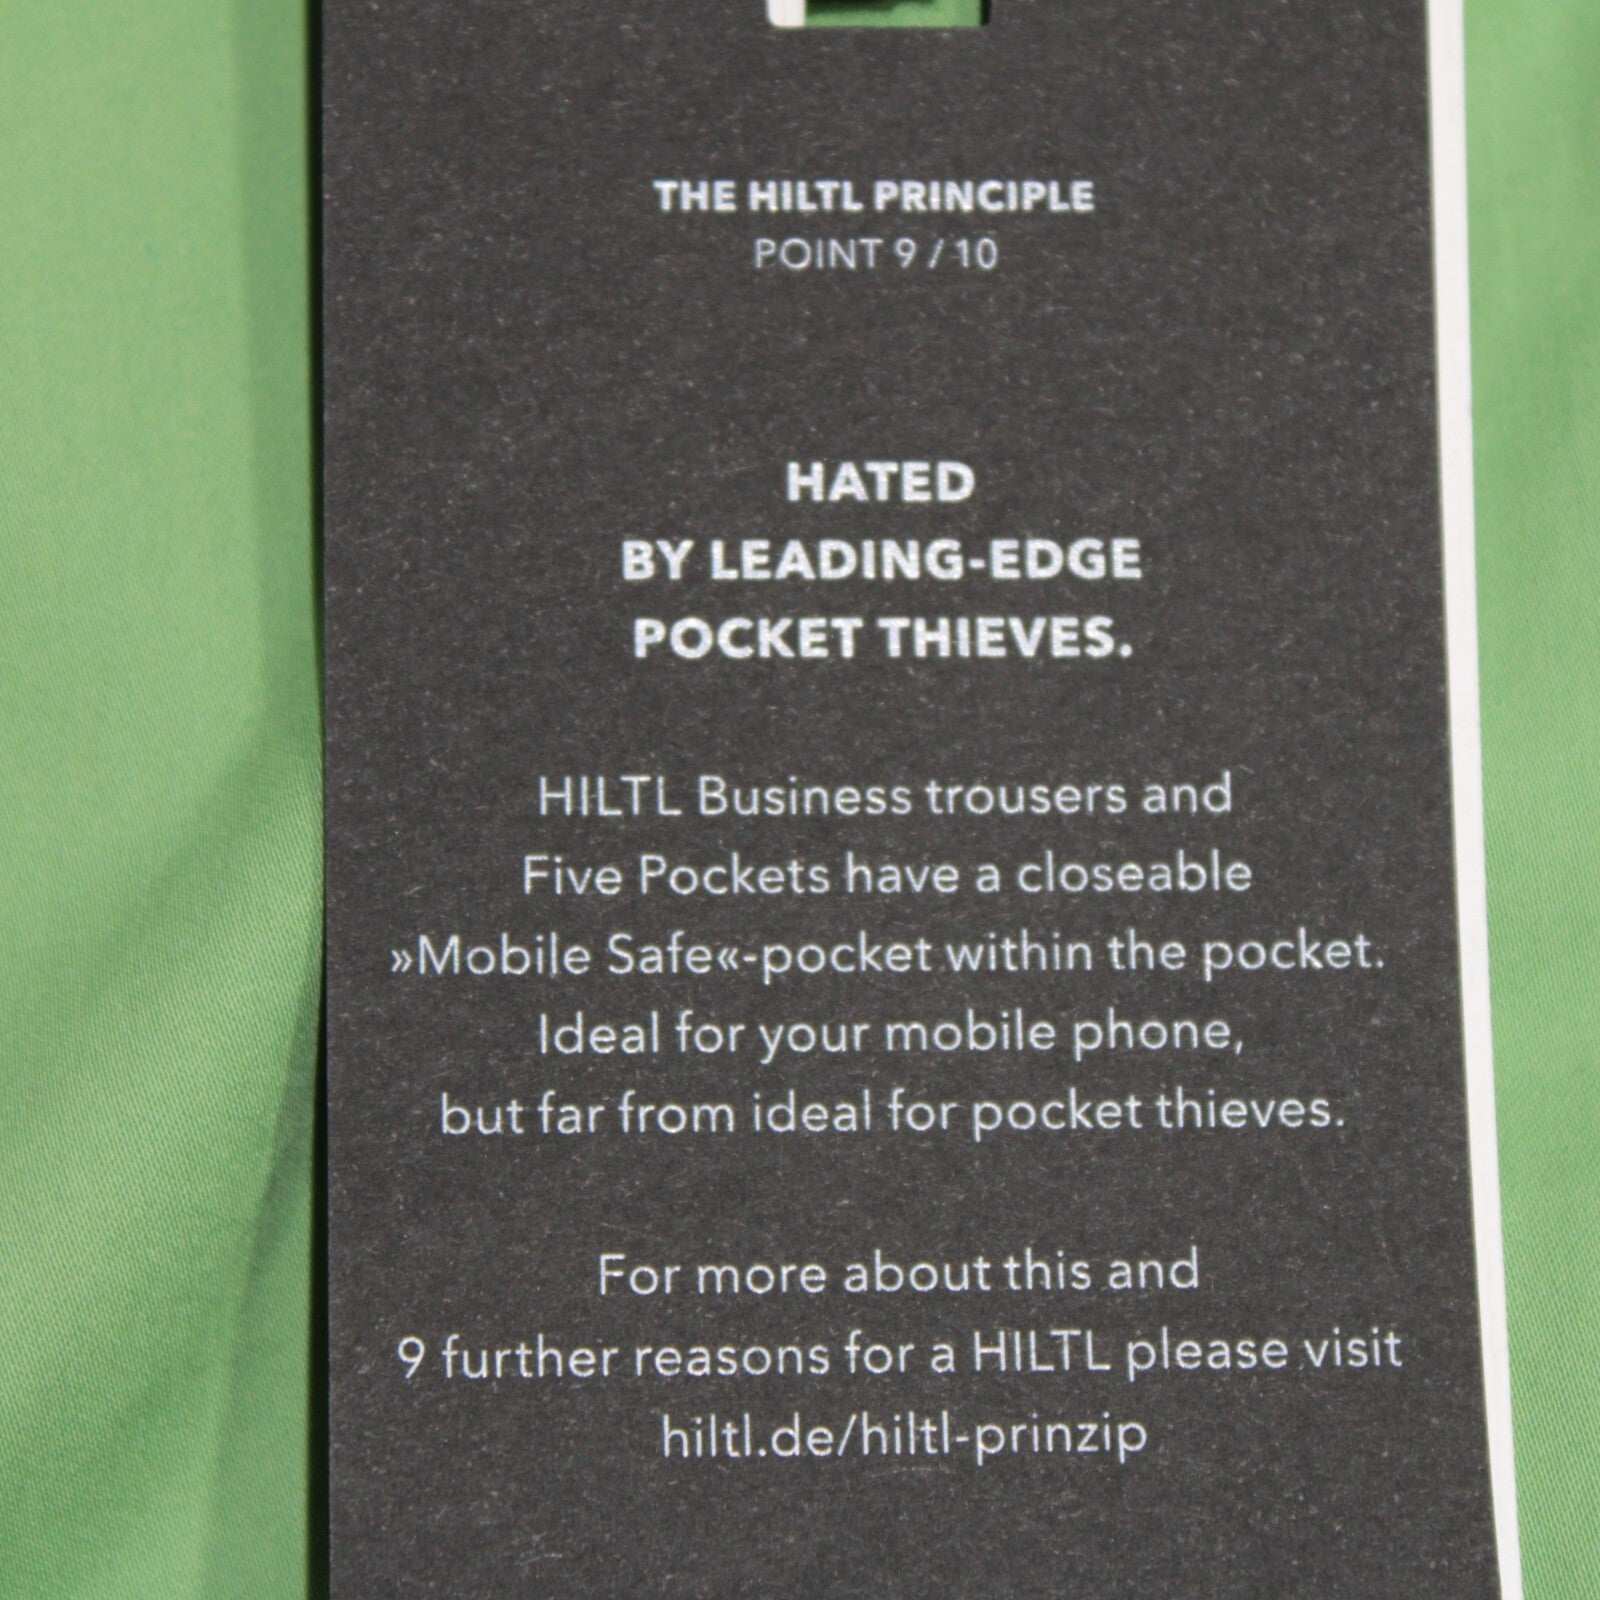 THE HILTL PRINCIPLE
POINT 9 / 10
HATED
BY LEADING-EDGE
POCKET THIEVES.
HILTL Business trousers and
Five Pockets have a closeable
»Mobile Safe«-pocket within the pocket.
Ideal for your mobile phone,
but far from ideal for pocket thieves.
For more about this and
9 further reasons for a HILTL please visit
hiltl.de/hiltl-prinzip